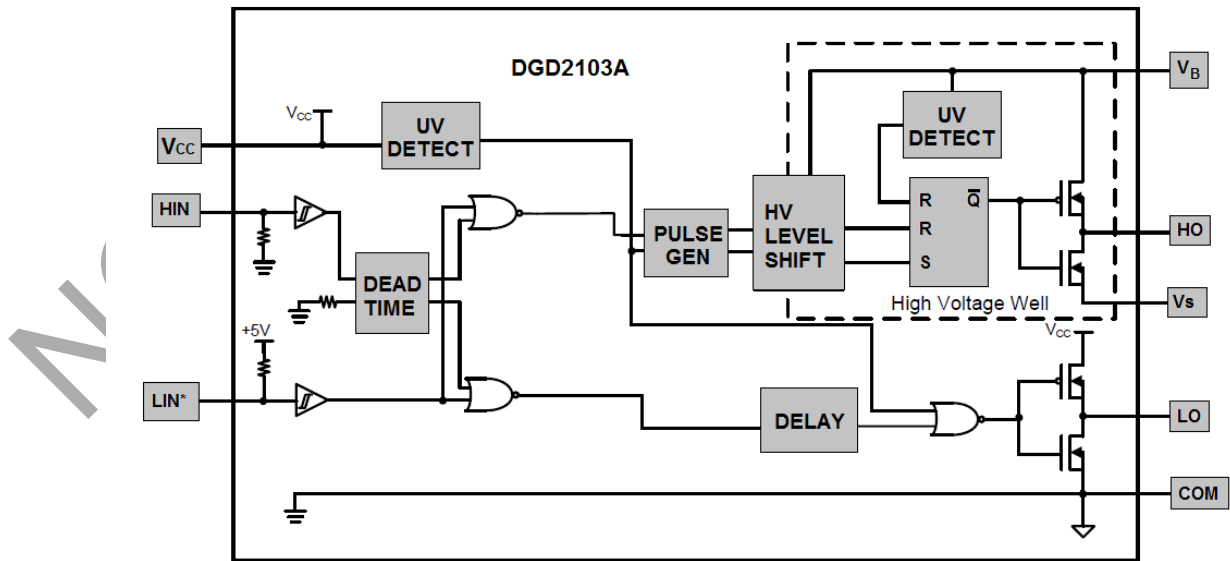 DGD2103A
VB
VCC
UV
DETECT
UV
DETECT
VCC
HIN
R
Q
HV
LEVEL
SHIFT
R
PULSE
GEN
HO
S
DEAD
TIME
High Voltage Well
Vs
+5V
VCC
LIN*
DELAY
LO
COM